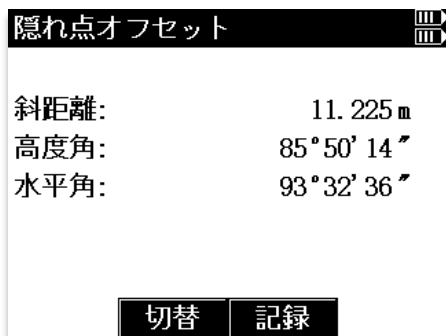 隠れ点オフセット
斜距離: 11.225m
高度角: 85°50'14"
水平角: 93°32'36"
切替 記録